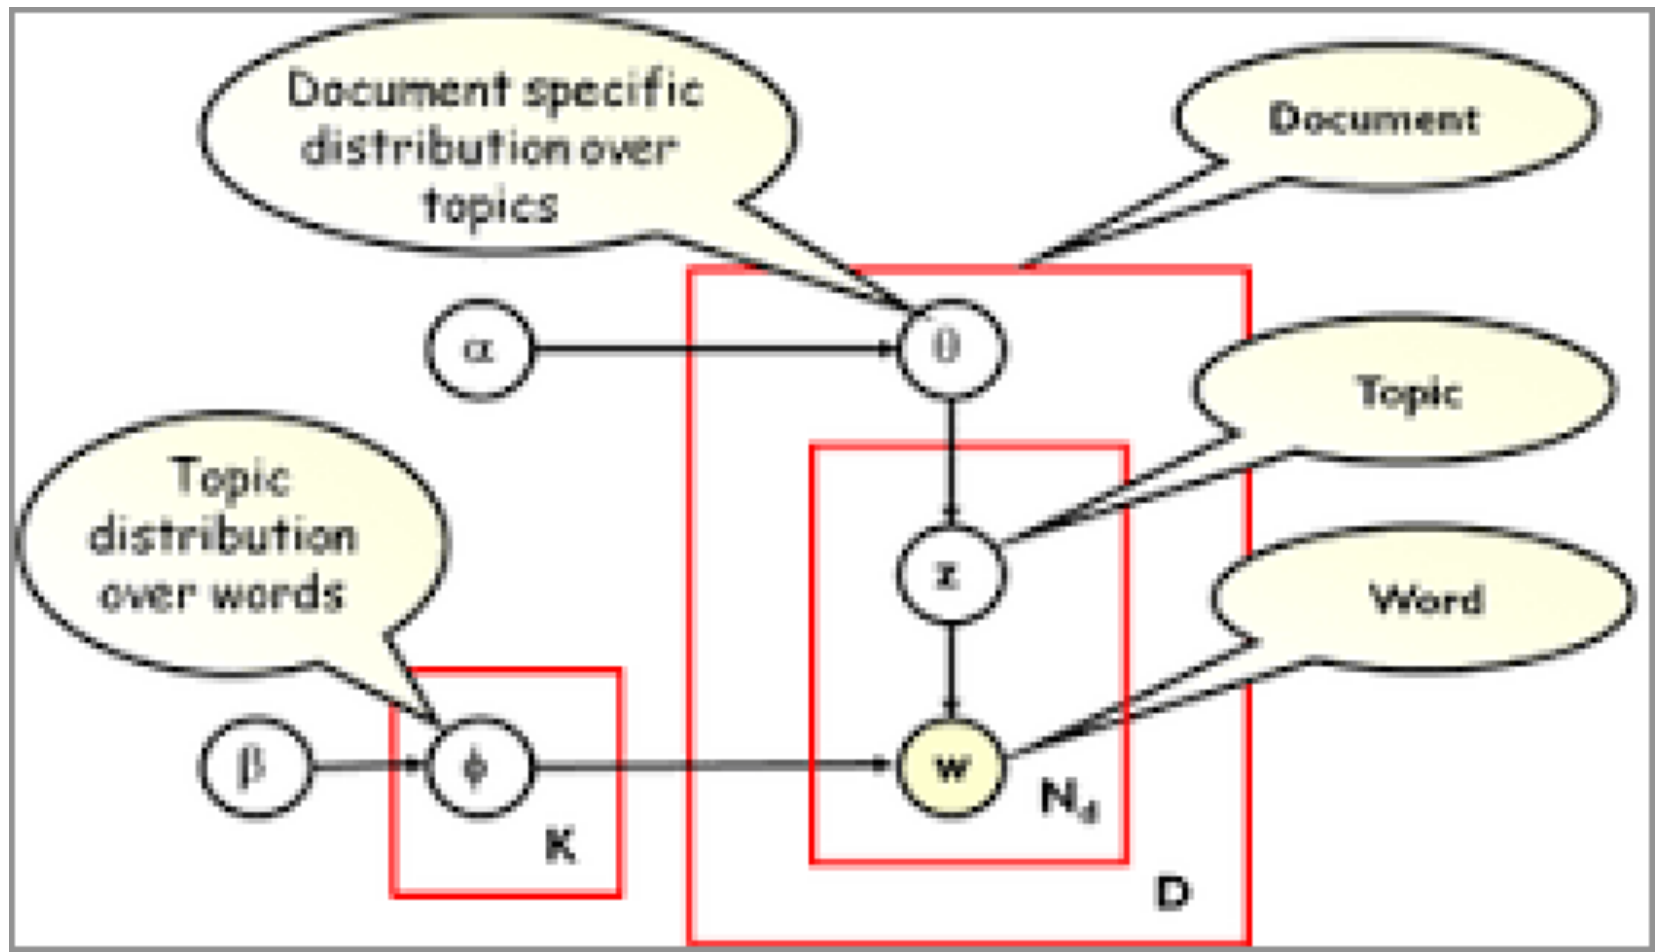 Document specific
distribution over
topics
Document
α
θ
Topic
Topic
distribution
over words
z
Word
β
ϕ
w
N_d
K
D